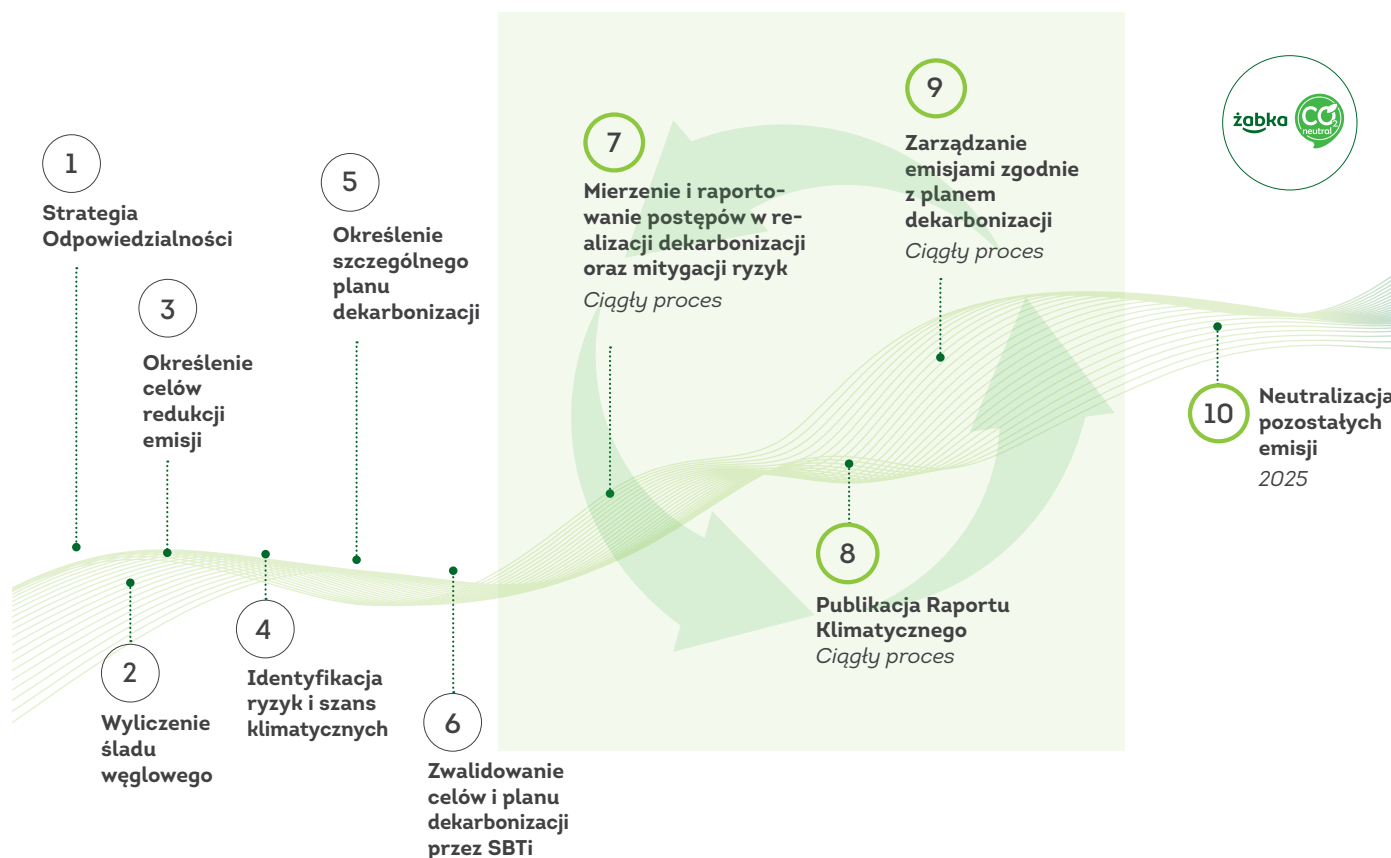 1
Strategia
Odpowiedzialności
2
Wyliczenie
śladu
węglowego
3
Określenie
celów
redukcji
emisji
4
Identyfikacja
ryzyk i szans
klimatycznych
5
Określenie
szczególnego
planu
dekarbonizacji
6
Zwalidowanie
celów i planu
dekarbonizacji
przez SBTi
7
Mierzenie i raporto-
wanie postępów w re-
alizacji dekarbonizacji
oraz mitygacji ryzyk
Ciągły proces
8
Publikacja Raportu
Klimatycznego
Ciągły proces
9
Zarządzanie
emisjami zgodnie
z planem
dekarbonizacji
Ciągły proces
10
Neutralizacja
pozostałych
emisji
2025
żabka
CO2
neutral